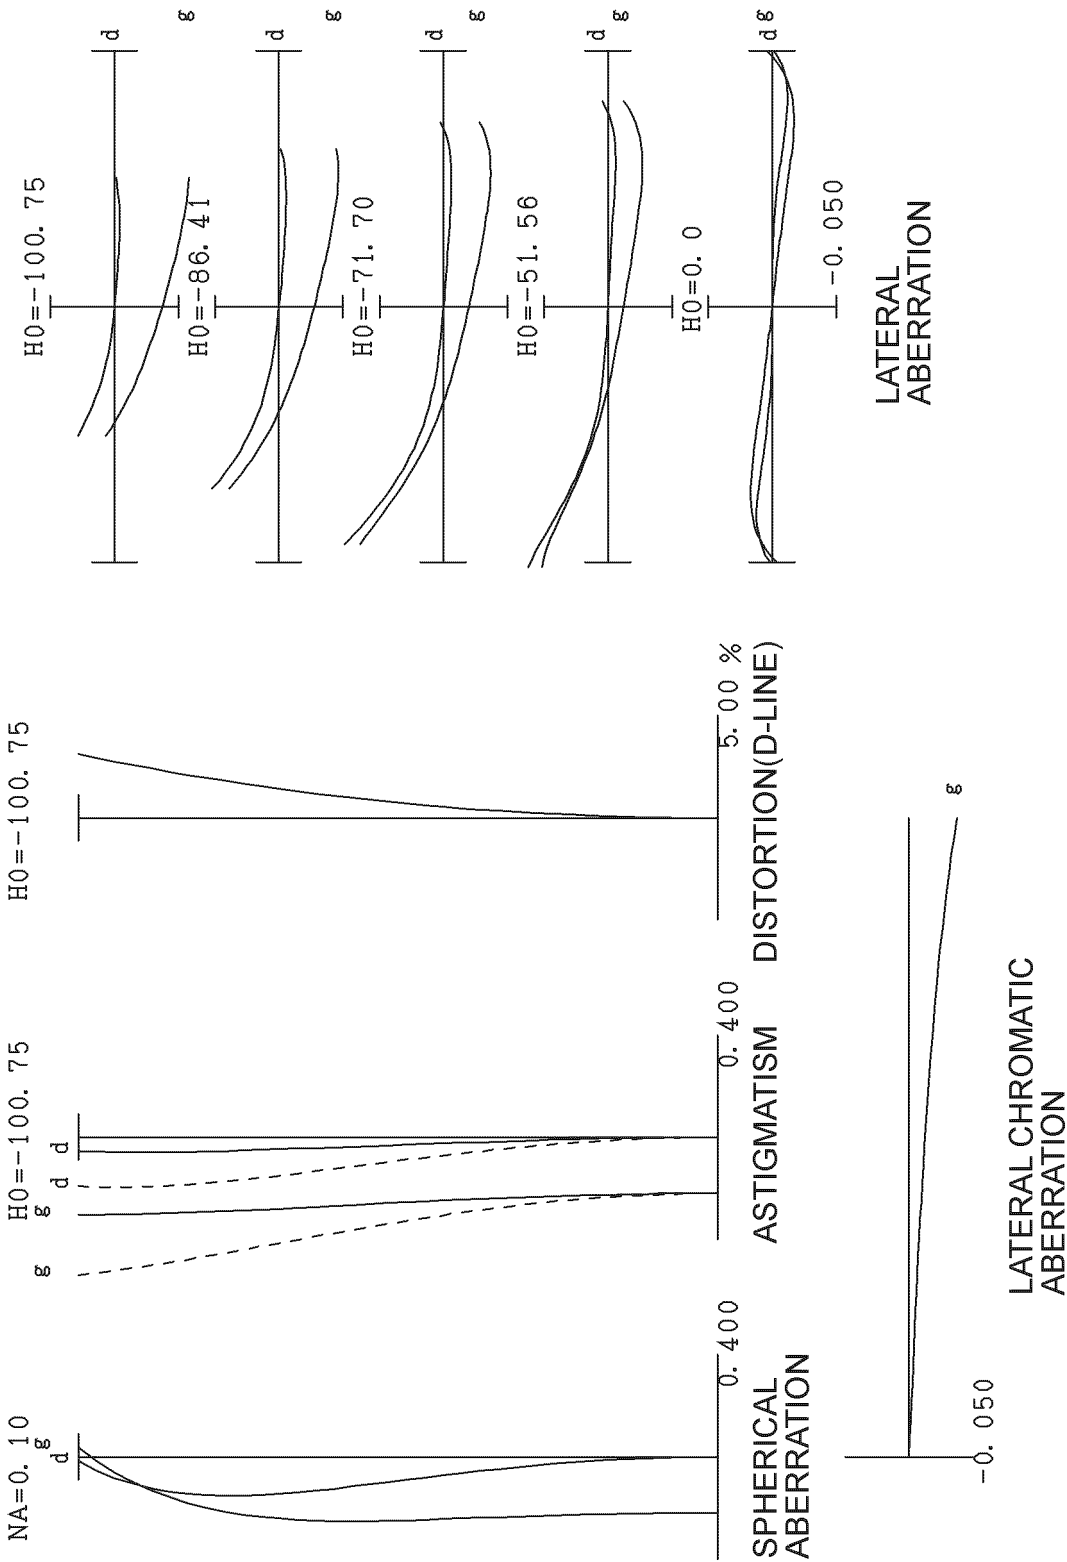 NA=0. 10
d
g
0. 400
SPHERICAL
ABERRATION
H0=-100. 75
g
g
d
d
0. 400
ASTIGMATISM
H0=-100. 75
5. 00 %
DISTORTION(D-LINE)
-0. 050
g
LATERAL CHROMATIC
ABERRATION
H0=-100. 75
d
g
H0=-86. 41
d
g
H0=-71. 70
d
g
H0=-51. 56
d
g
H0=0. 0
d
g
-0. 050
LATERAL
ABERRATION